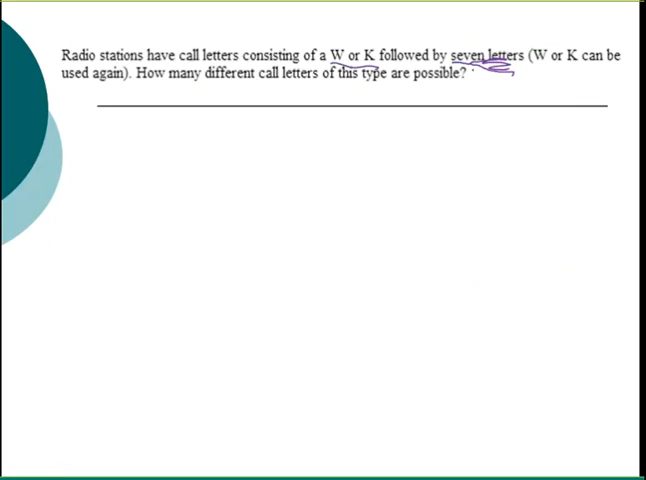 Radio stations have call letters consisting of a W or K followed by seven letters (W or K can be
used again). How many different call letters of this type are possible?